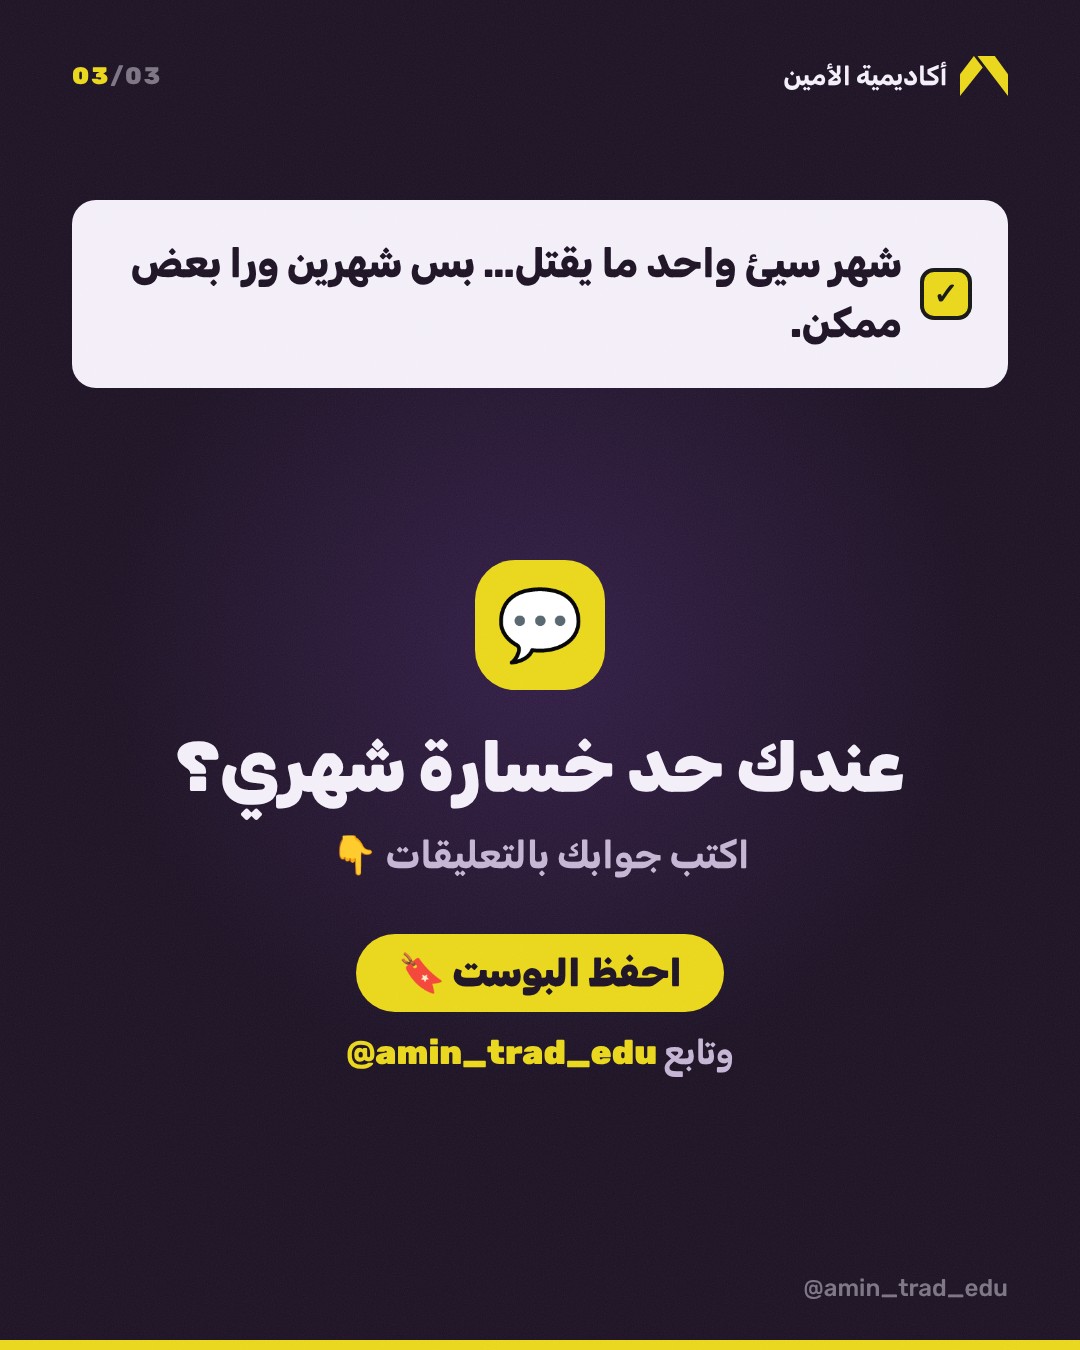 أكاديمية الأمين
03/03
شهر سيئ واحد ما يقتل... بس شهرين ورا بعض
ممكن.
عندك حد خسارة شهري؟
اكتب جوابك بالتعليقات 👇
احفظ البوست 🔖
وتابع @amin_trad_edu
@amin_trad_edu